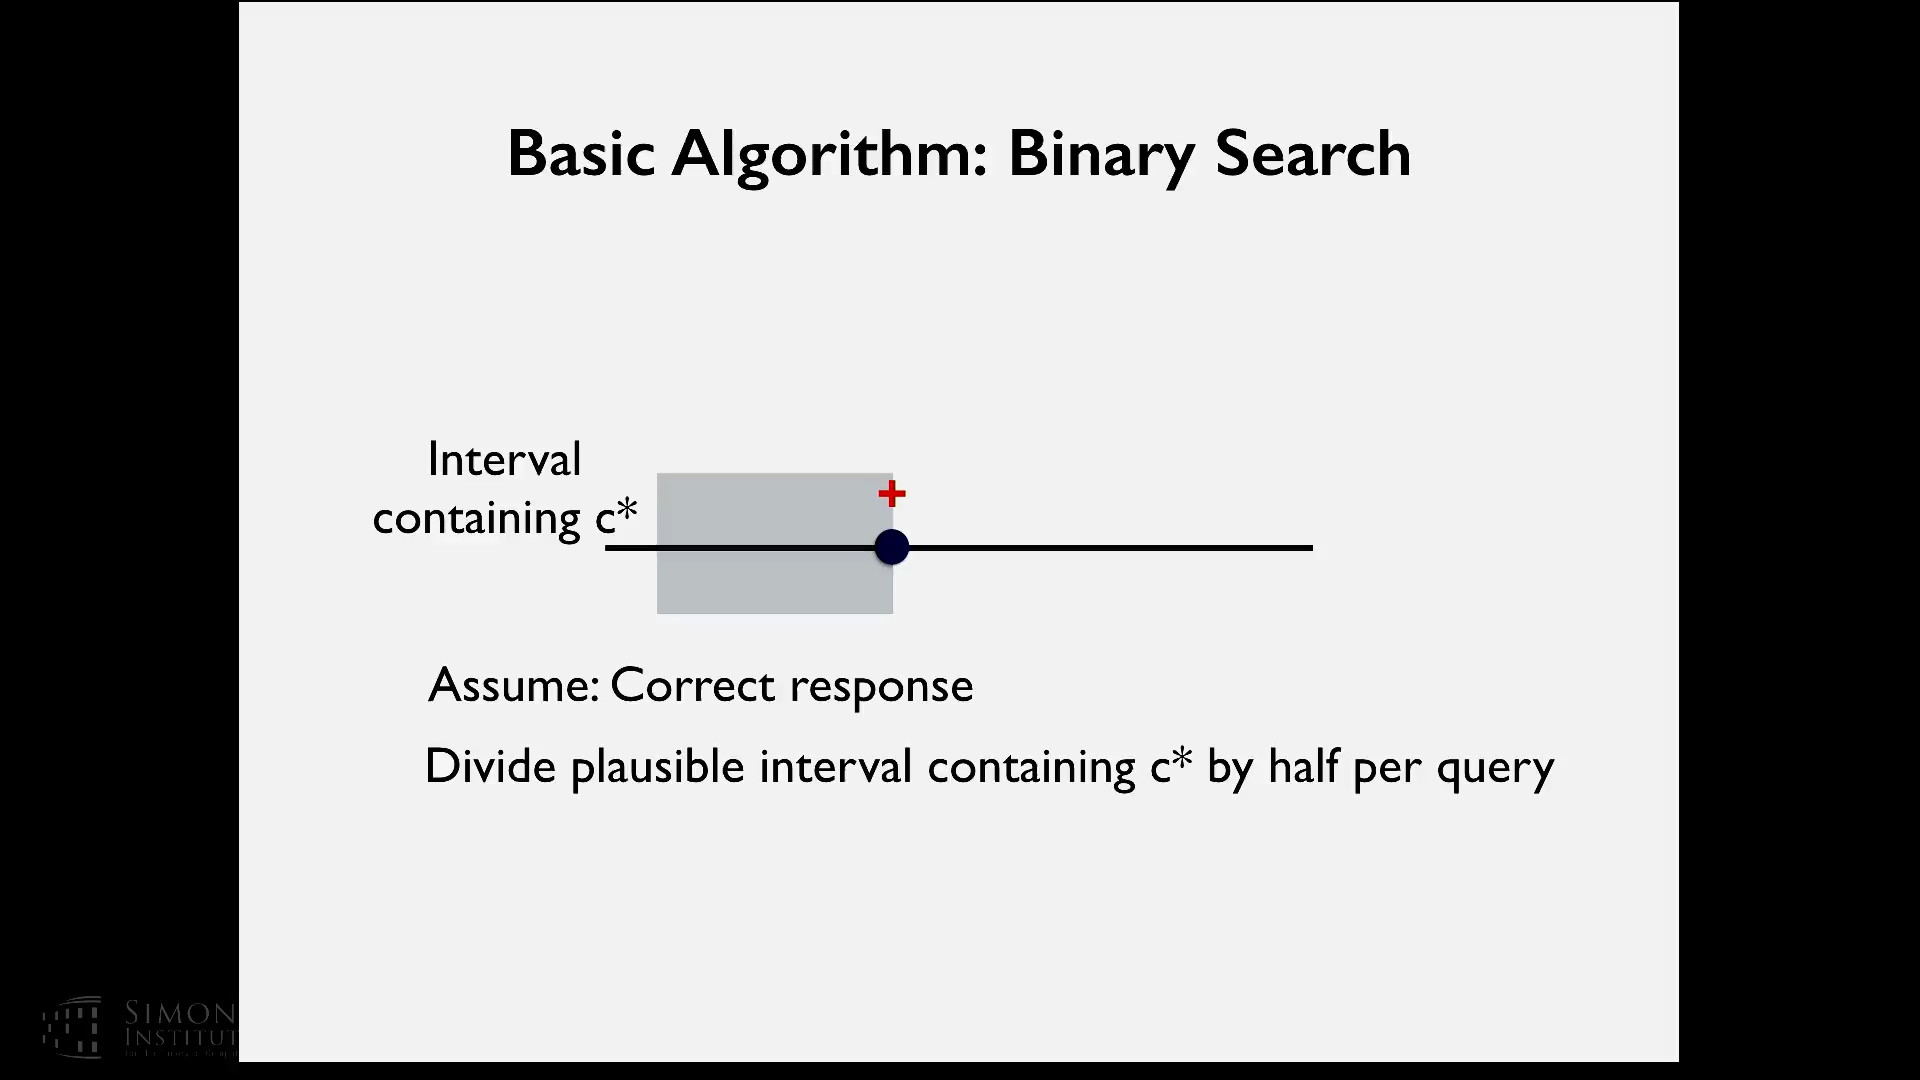 Basic Algorithm: Binary Search
Interval
containing c*
+
Assume: Correct response
Divide plausible interval containing c* by half per query
SIMON
INSTITUT